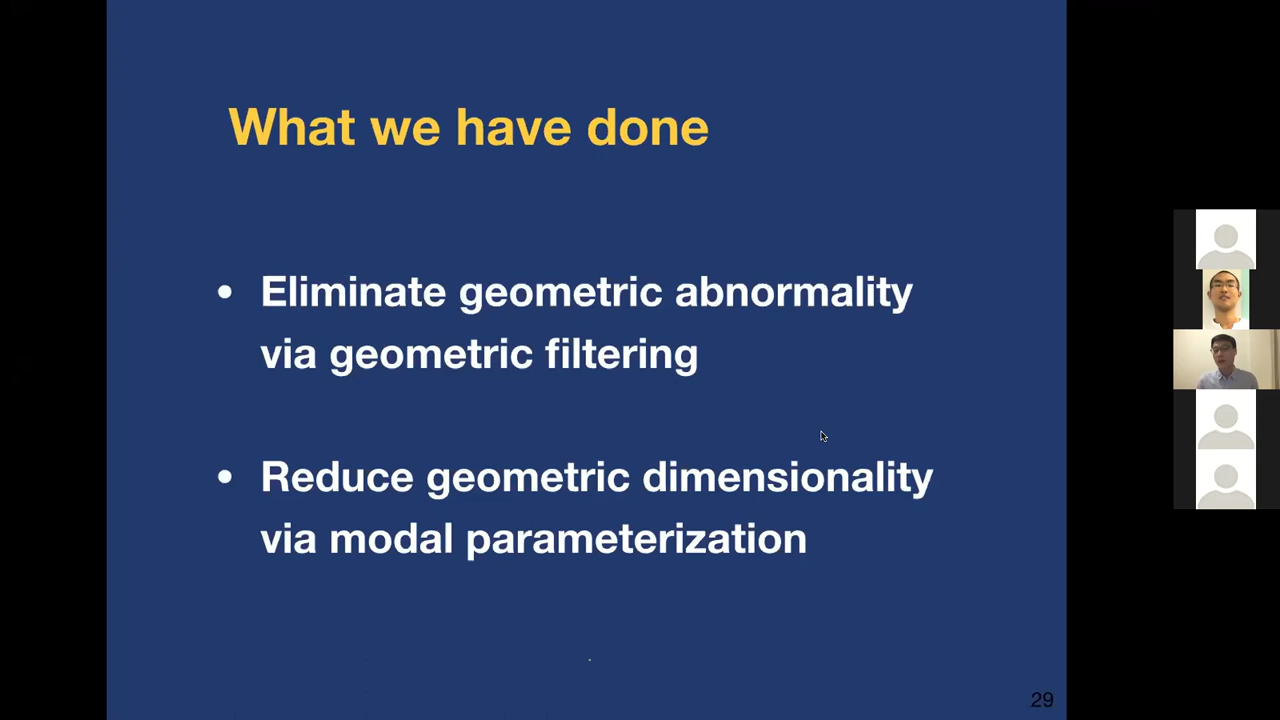 What we have done
• Eliminate geometric abnormality
via geometric filtering
• Reduce geometric dimensionality
via modal parameterization
29